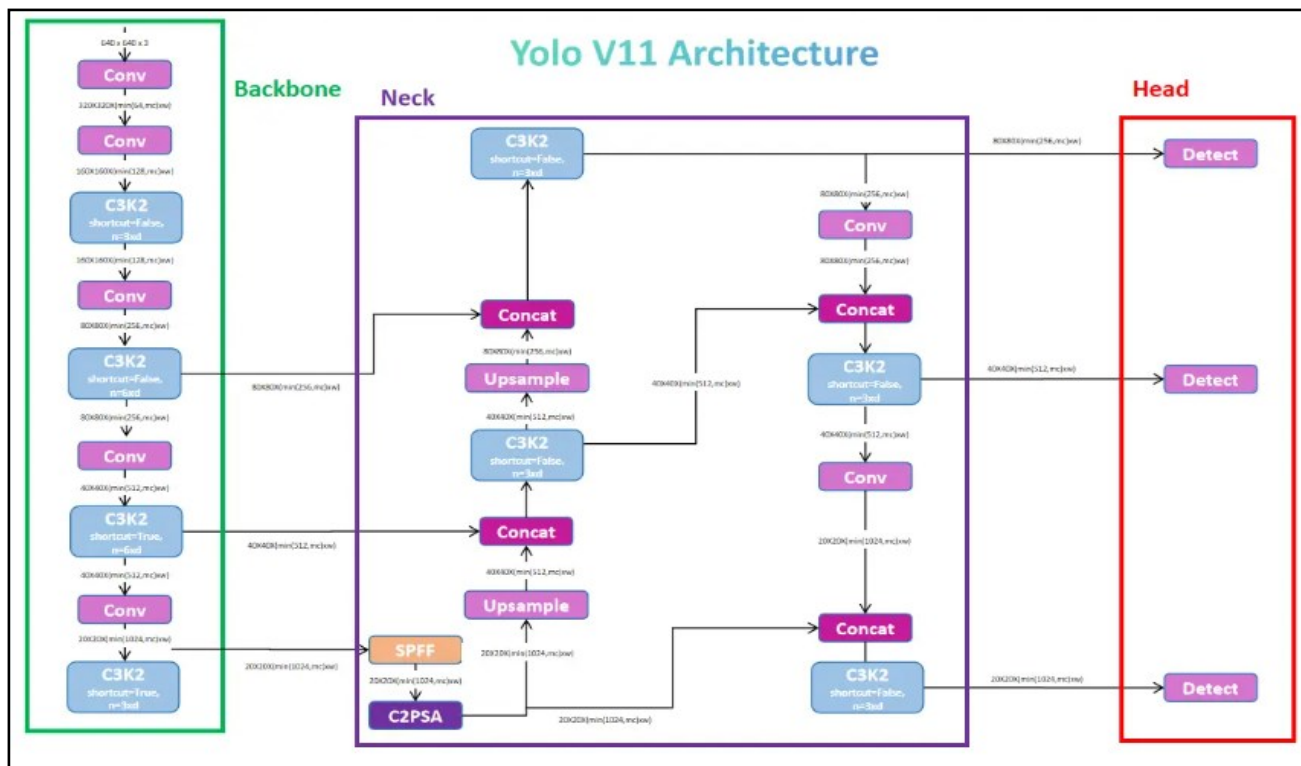 Yolo V11 Architecture
Backbone
Neck
Head
640 x 640 x 3
Conv
320X320X(min(64,mc)xw)
Conv
160X160X(min(128,mc)xw)
C3K2
shortcut=False,
n=3xd
160X160X(min(128,mc)xw)
Conv
80X80X(min(256,mc)xw)
C3K2
shortcut=False,
n=6xd
80X80X(min(256,mc)xw)
Conv
40X40X(min(512,mc)xw)
C3K2
shortcut=True,
n=6xd
40X40X(min(512,mc)xw)
Conv
20X20X(min(1024,mc)xw)
C3K2
shortcut=True,
n=3xd
80X80X(min(256,mc)xw)
40X40X(min(512,mc)xw)
20X20X(min(1024,mc)xw)
C3K2
shortcut=False,
n=3xd
Concat
80X80X(min(256,mc)xw)
Upsample
40X40X(min(512,mc)xw)
C3K2
shortcut=False,
n=3xd
Concat
40X40X(min(512,mc)xw)
Upsample
20X20X(min(1024,mc)xw)
SPFF
20X20X(min(1024,mc)xw)
C2PSA
40X40X(min(512,mc)xw)
20X20X(min(1024,mc)xw)
80X80X(min(256,mc)xw)
Conv
80X80X(min(256,mc)xw)
Concat
C3K2
shortcut=False,
n=3xd
40X40X(min(512,mc)xw)
Conv
20X20X(min(1024,mc)xw)
Concat
C3K2
shortcut=False,
n=3xd
80X80X(min(256,mc)xw)
Detect
40X40X(min(512,mc)xw)
Detect
20X20X(min(1024,mc)xw)
Detect